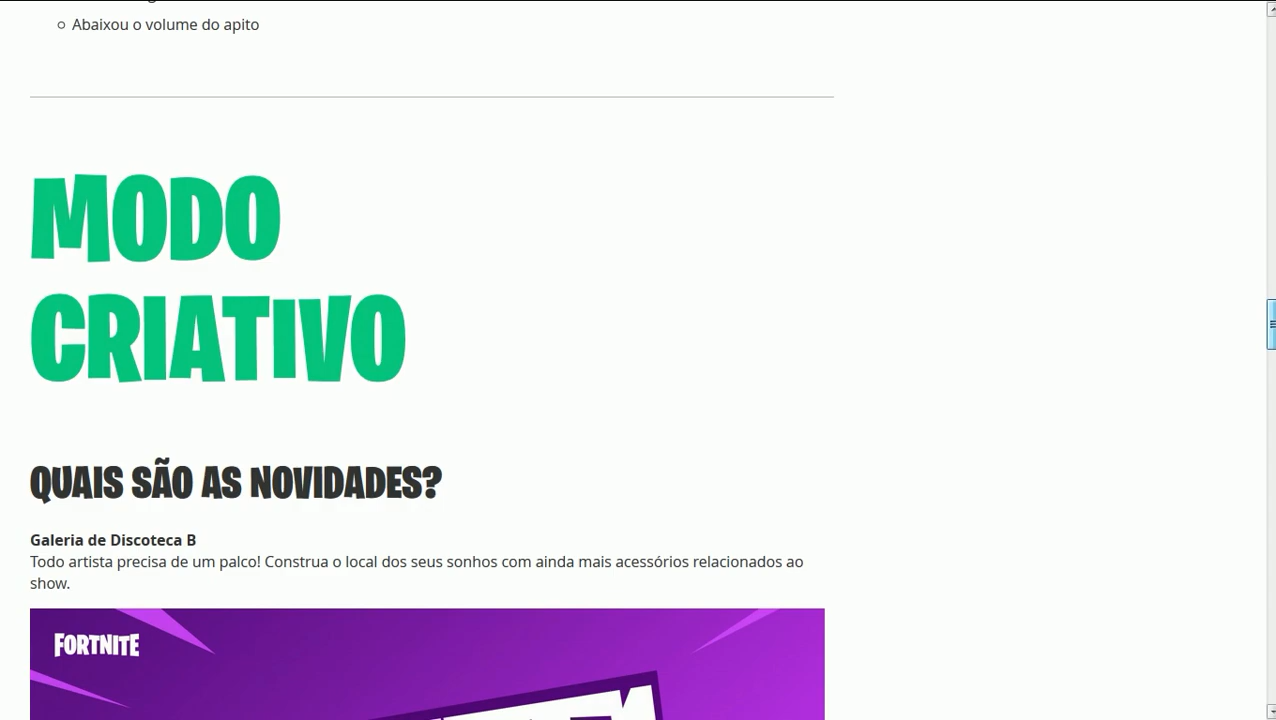 Abaixou o volume do apito
MODO
CRIATIVO
QUAIS SÃO AS NOVIDADES?
Galeria de Discoteca B
Todo artista precisa de um palco! Construa o local dos seus sonhos com ainda mais acessórios relacionados ao
show.
FORTNITE